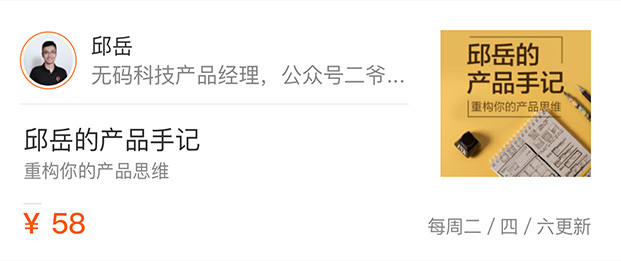 邱岳
无码科技产品经理，公众号二爷...
邱岳的
产品手记
重构你的产品思维
邱岳的产品手记
重构你的产品思维
¥ 58
每周二 / 四 / 六更新